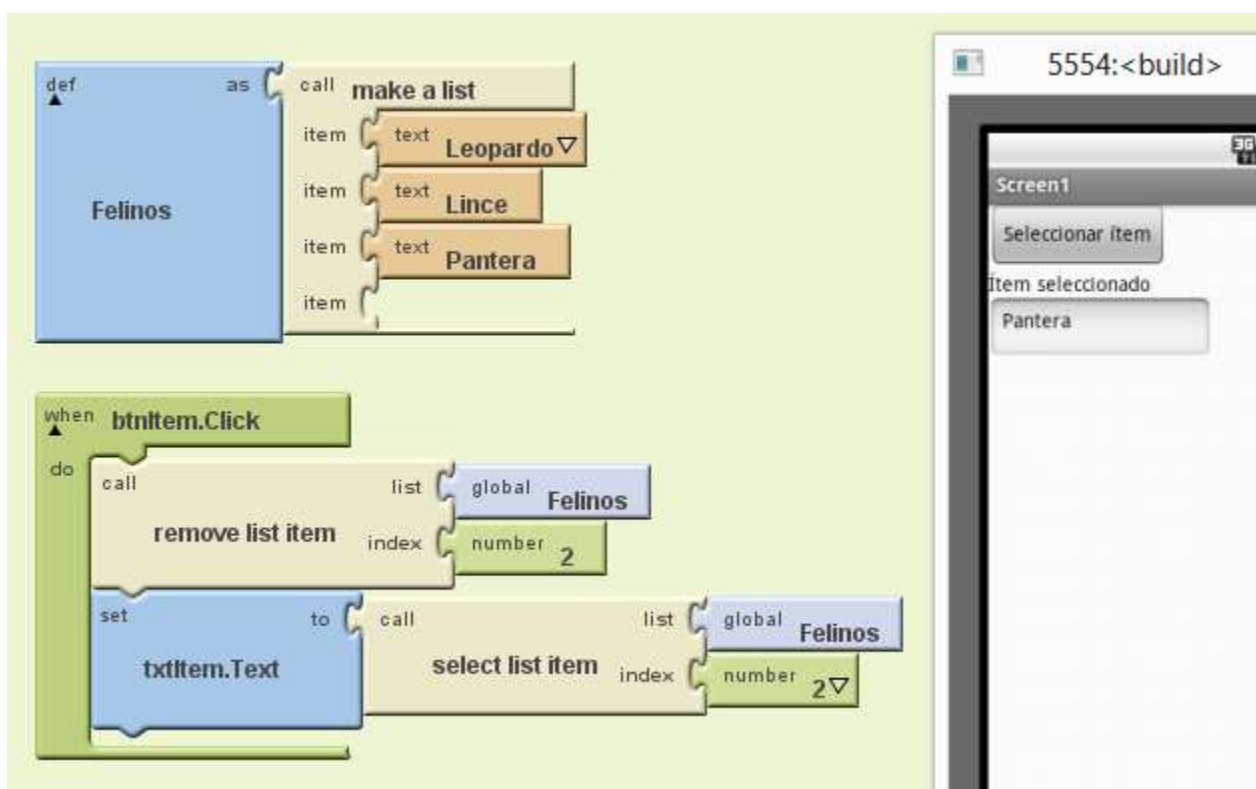 def as call make a list
item text Leopardo
item text Lince
Felinos
item text Pantera
item
when btnItem.Click
do
call list global Felinos
remove list item index number 2
set to call list global Felinos
txtItem.Text select list item index number 2
5554:<build>
3G
Screen1
Seleccionar ítem
Ítem seleccionado
Pantera